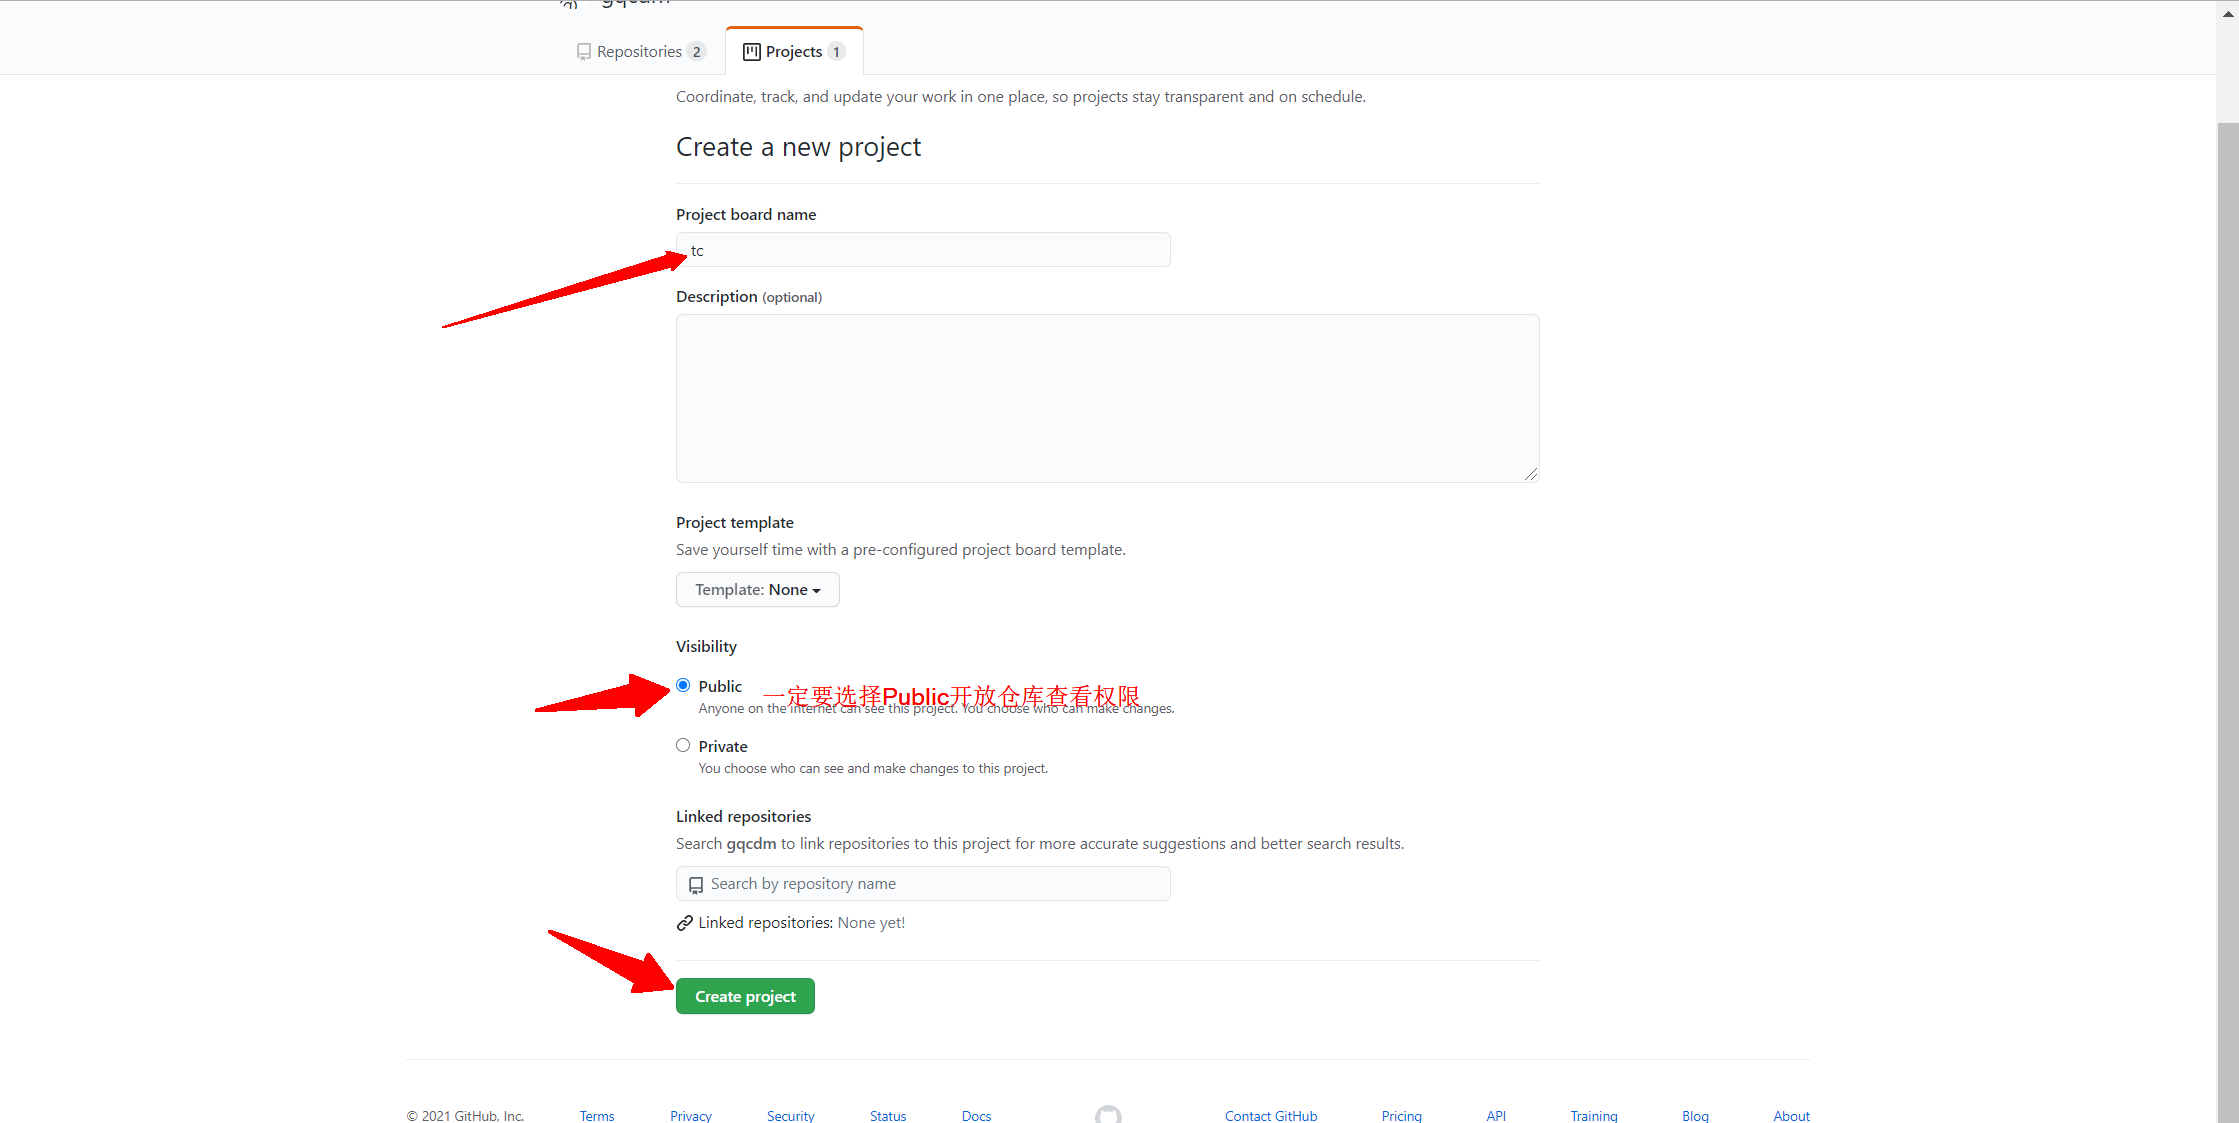 gqcdm
Repositories 2
Projects 1
Coordinate, track, and update your work in one place, so projects stay transparent and on schedule.
Create a new project
Project board name
tc
Description (optional)
Project template
Save yourself time with a pre-configured project board template.
Template: None
Visibility
Public
一定要选择Public开放仓库查看权限
Anyone on the internet can see this project. You choose who can make changes.
Private
You choose who can see and make changes to this project.
Linked repositories
Search gqcdm to link repositories to this project for more accurate suggestions and better search results.
Search by repository name
Linked repositories: None yet!
Create project
© 2021 GitHub, Inc.
Terms
Privacy
Security
Status
Docs
Contact GitHub
Pricing
API
Training
Blog
About